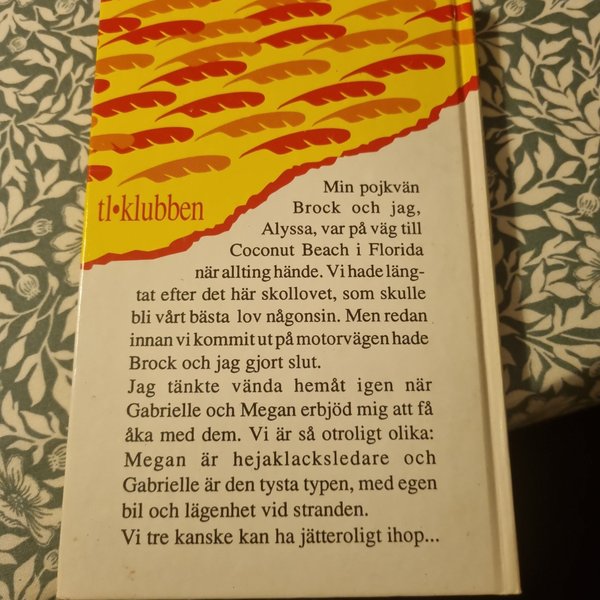 tl•klubben
Min pojkvän
Brock och jag,
Alyssa, var på väg till
Coconut Beach i Florida
när allting hände. Vi hade läng-
tat efter det här skollovet, som skulle
bli vårt bästa lov någonsin. Men redan
innan vi kommit ut på motorvägen hade
Brock och jag gjort slut.
Jag tänkte vända hemåt igen när
Gabrielle och Megan erbjöd mig att få
åka med dem. Vi är så otroligt olika:
Megan är hejaklacksledare och
Gabrielle är den tysta typen, med egen
bil och lägenhet vid stranden.
Vi tre kanske kan ha jätteroligt ihop...